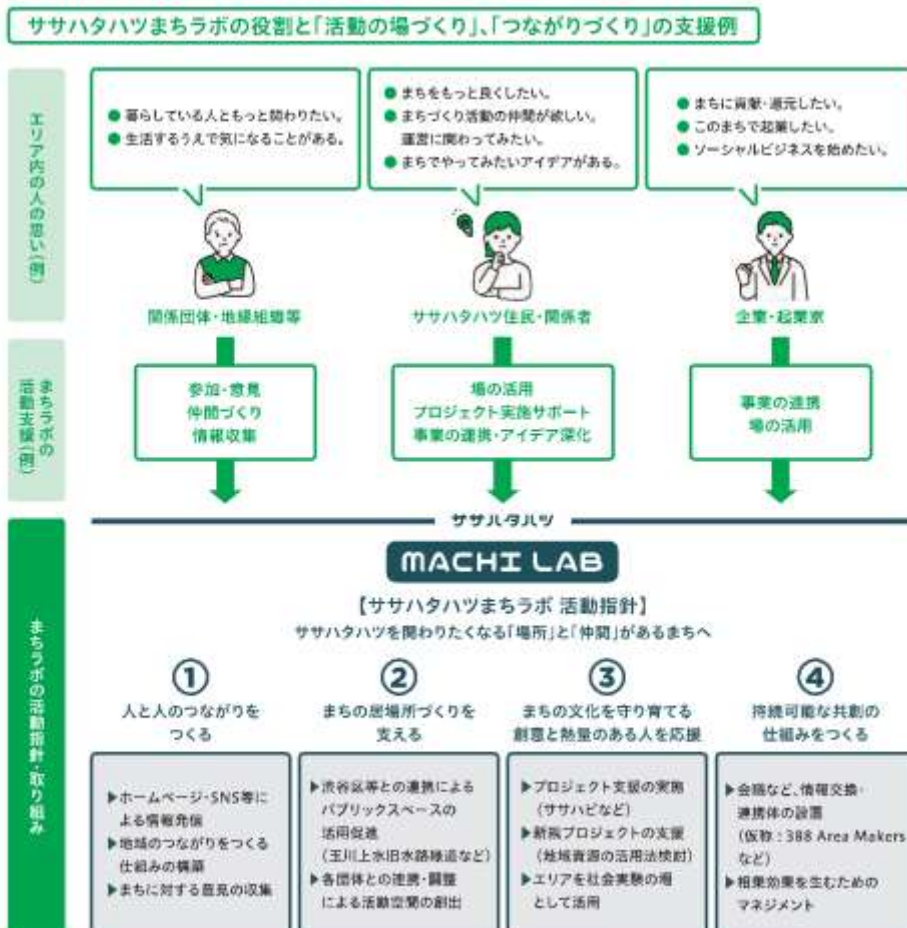 ササハタハツまちラボの役割と「活動の場づくり」、「つながりづくり」の支援例
エリア内の人の思い(例)
● 暮らしている人ともっと関わりたい。
● 生活するうえで気になることがある。
● まちをもっと良くしたい。
● まちづくり活動の仲間が欲しい。
運営に関わってみたい。
● まちでやってみたいアイデアがある。
● まちに貢献・還元したい。
● このまちで起業したい。
● ソーシャルビジネスを始めたい。
関係団体・地縁組織等
ササハタハツ住民・関係者
企業・起業家
まちラボの
活動支援(例)
参加・意見
仲間づくり
情報収集
場の活用
プロジェクト実施サポート
事業の連携・アイデア深化
事業の連携
場の活用
まちラボの活動指針・取り組み
ササハタハツ
MACHI LAB
【ササハタハツまちラボ 活動指針】
ササハタハツを関わりたくなる「場所」と「仲間」があるまちへ
①
人と人のつながりを
つくる
▶ホームページ・SNS等に
よる情報発信
▶地域のつながりをつくる
仕組みの構築
▶まちに対する意見の収集
②
まちの居場所づくりを
支える
▶渋谷区等との連携による
パブリックスペースの
活用促進
(玉川上水旧水路緑道など)
▶各団体との連携・調整
による活動空間の創出
③
まちの文化を守り育てる
創意と熱量のある人を応援
▶プロジェクト支援の実施
(ササハピなど)
▶新規プロジェクトの支援
(地域資源の活用法検討)
▶エリアを社会実験の場
として活用
④
持続可能な共創の
仕組みをつくる
▶会議など、情報交換・
連携体の設置
(仮称:388 Area Makers
など)
▶相乗効果を生むための
マネジメント